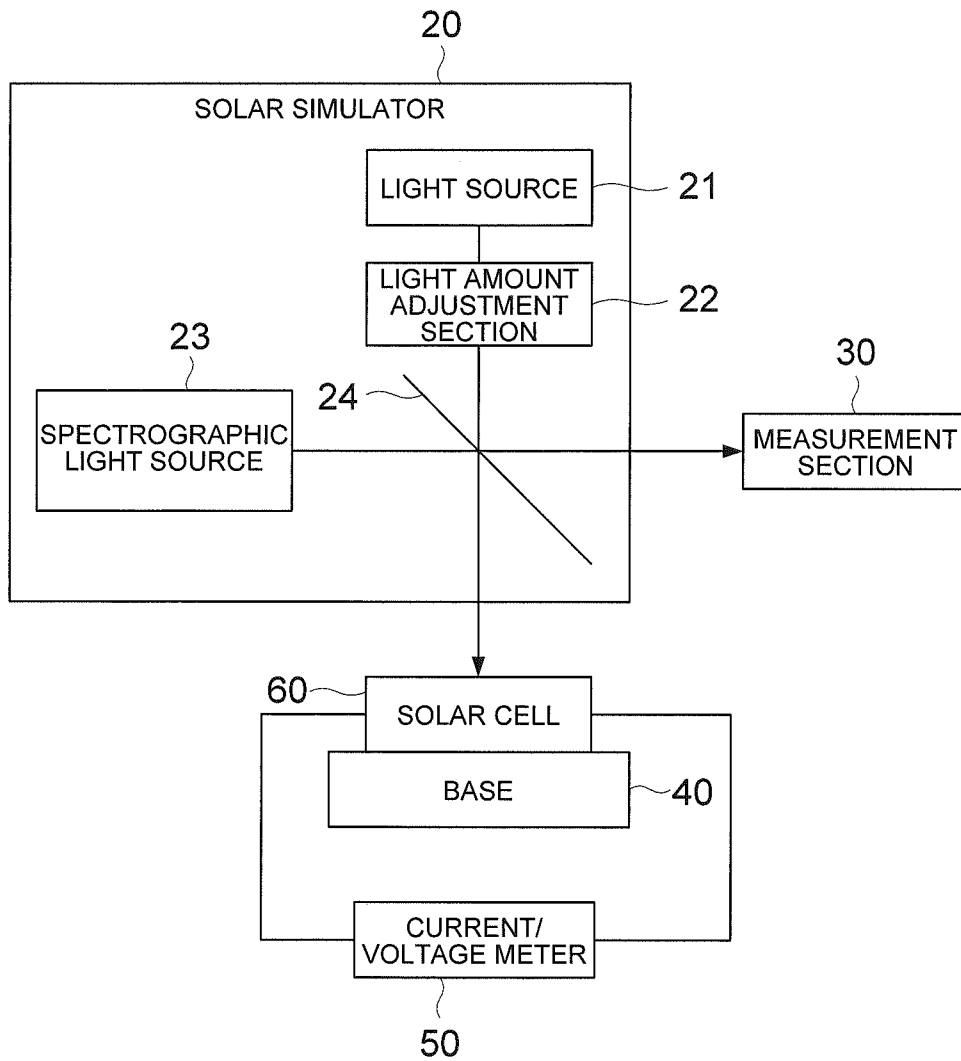 20
SOLAR SIMULATOR
LIGHT SOURCE
21
LIGHT AMOUNT
ADJUSTMENT
SECTION
22
23
24
30
SPECTROGRAPHIC
LIGHT SOURCE
MEASUREMENT
SECTION
60
SOLAR CELL
BASE
40
CURRENT/
VOLTAGE METER
50